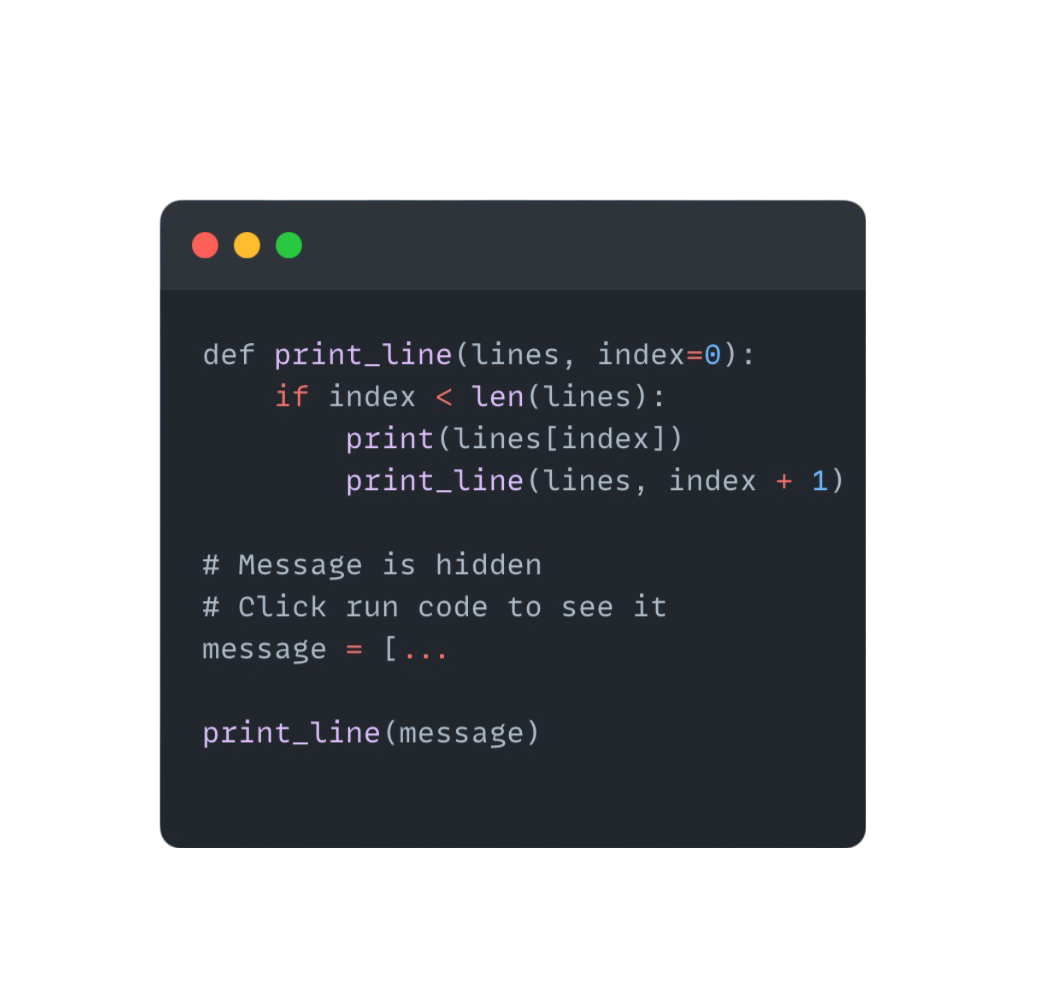 def print_line(lines, index=0):
    if index < len(lines):
        print(lines[index])
        print_line(lines, index + 1)

# Message is hidden
# Click run code to see it
message = [...

print_line(message)